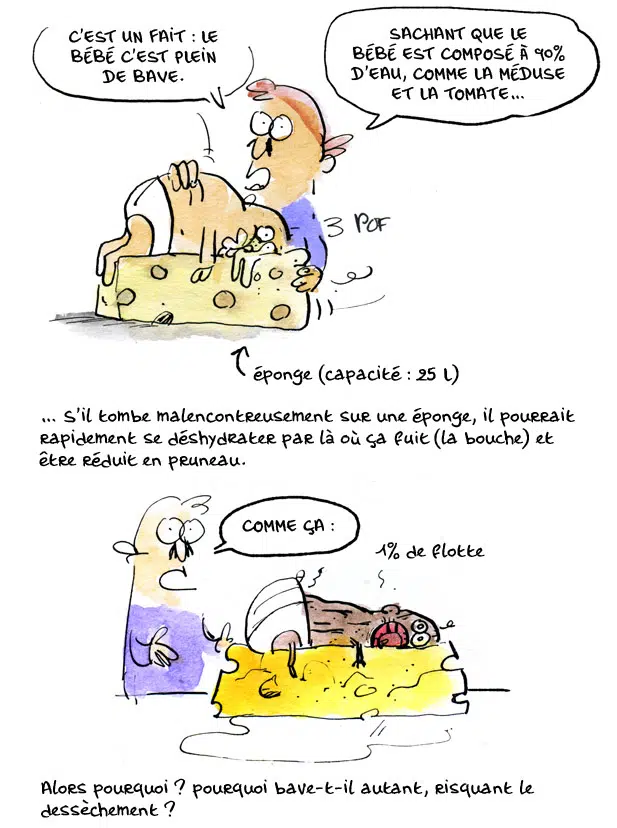 C'EST UN FAIT : LE
BÉBÉ C'EST PLEIN
DE BAVE.
SACHANT QUE LE
BÉBÉ EST COMPOSÉ À 90%
D'EAU, COMME LA MÉDUSE
ET LA TOMATE...
POF
éponge (capacité : 25 L)
... S'il tombe malencontreusement sur une éponge, il pourrait
rapidement se déshydrater par là où ça fuit (la bouche) et
être réduit en pruneau.
COMME ÇA :
1% de flotte
Alors pourquoi ? pourquoi bave-t-il autant, risquant le
dessèchement ?